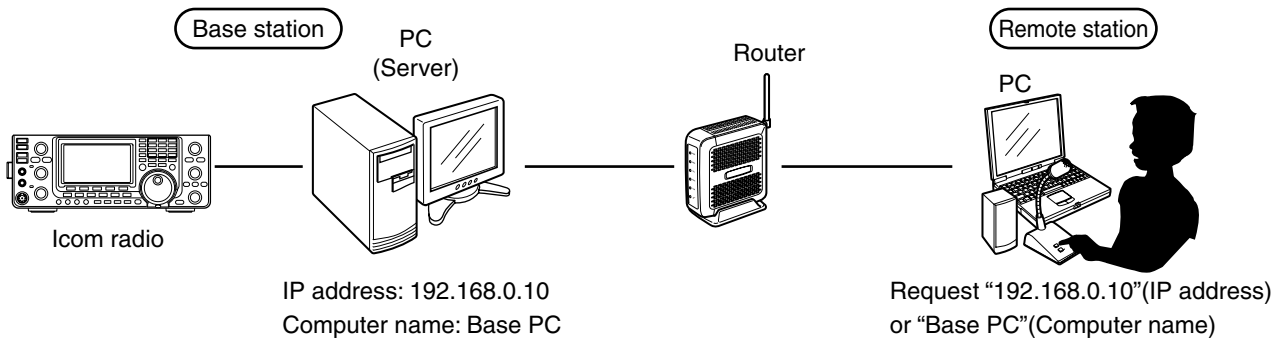 Base station
PC
(Server)
Router
Remote station
PC
Icom radio
IP address: 192.168.0.10
Computer name: Base PC
Request “192.168.0.10”(IP address)
or “Base PC”(Computer name)